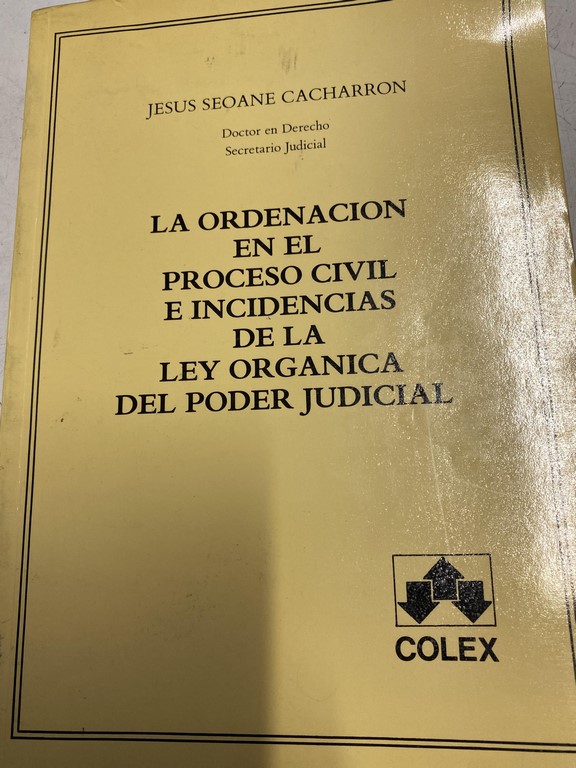 JESUS SEOANE CACHARRON
Doctor en Derecho
Secretario Judicial
LA ORDENACION
EN EL
PROCESO CIVIL
E INCIDENCIAS
DE LA
LEY ORGANICA
DEL PODER JUDICIAL
COLEX